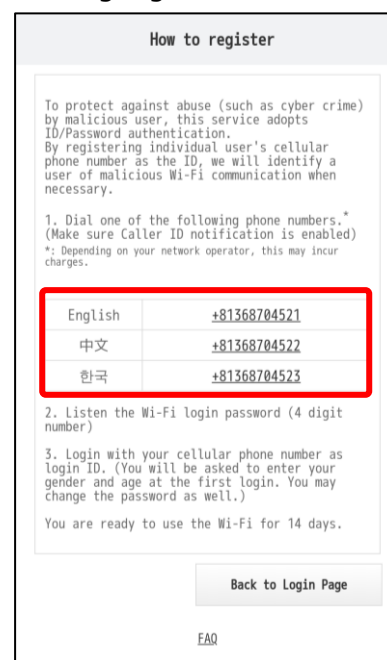 How to register
To protect against abuse (such as cyber crime)
by malicious user, this service adopts
ID/Password authentication.
By registering individual user's cellular
phone number as the ID, we will identify a
user of malicious Wi-Fi communication when
necessary.
1. Dial one of the following phone numbers.*
(Make sure Caller ID notification is enabled)
*: Depending on your network operator, this may incur
charges.
English +81368704521
中文 +81368704522
한국 +81368704523
2. Listen the Wi-Fi login password (4 digit
number)
3. Login with your cellular phone number as
login ID. (You will be asked to enter your
gender and age at the first login. You may
change the password as well.)
You are ready to use the Wi-Fi for 14 days.
Back to Login Page
FAQ